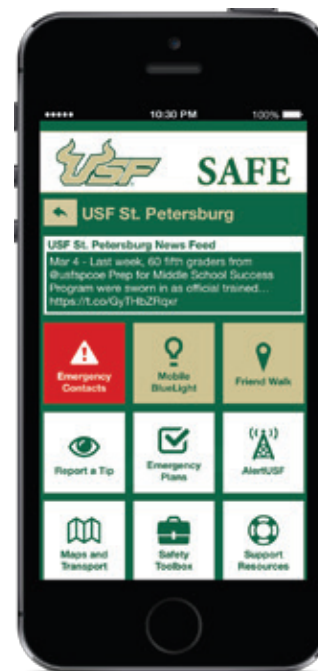 10:30 PM
100%
USF SAFE
USF St. Petersburg
USF St. Petersburg News Feed
Mar 4 - Last week, 60 fifth graders from
@usfspcoe Prep for Middle School Success
Program were sworn in as official trained...
https://t.co/GyTHbZRqxr
Emergency
Contacts
Mobile
BlueLight
Friend Walk
Report a Tip
Emergency
Plans
AlertUSF
Maps and
Transport
Safety
Toolbox
Support
Resources